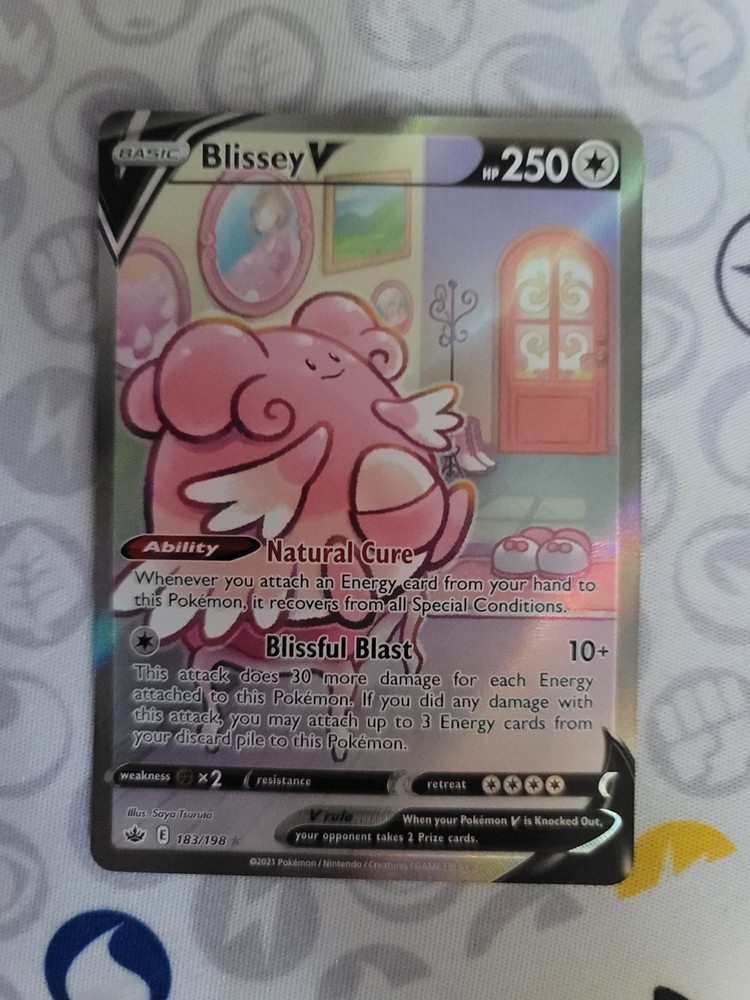 BASIC Blissey V HP 250
Ability Natural Cure
Whenever you attach an Energy card from your hand to
this Pokémon, it recovers from all Special Conditions.
Blissful Blast 10+
This attack does 30 more damage for each Energy
attached to this Pokémon. If you did any damage with
this attack, you may attach up to 3 Energy cards from
your discard pile to this Pokémon.
weakness ×2 resistance retreat
Illus. Saya Tsuruta
V rule When your Pokémon V is Knocked Out,
your opponent takes 2 Prize cards.
E 183/198 ★
©2021 Pokémon / Nintendo / Creatures / GAME FREAK